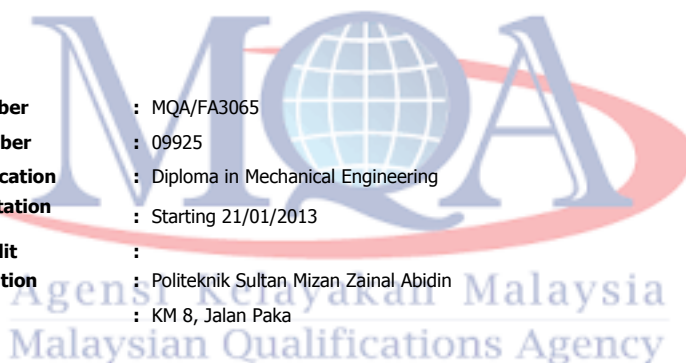 MQA
ber : MQA/FA3065
ber : 09925
cation : Diploma in Mechanical Engineering
tation : Starting 21/01/2013
dit :
tion : Politeknik Sultan Mizan Zainal Abidin
: KM 8, Jalan Paka
Agensi Kelayakan Malaysia
Malaysian Qualifications Agency